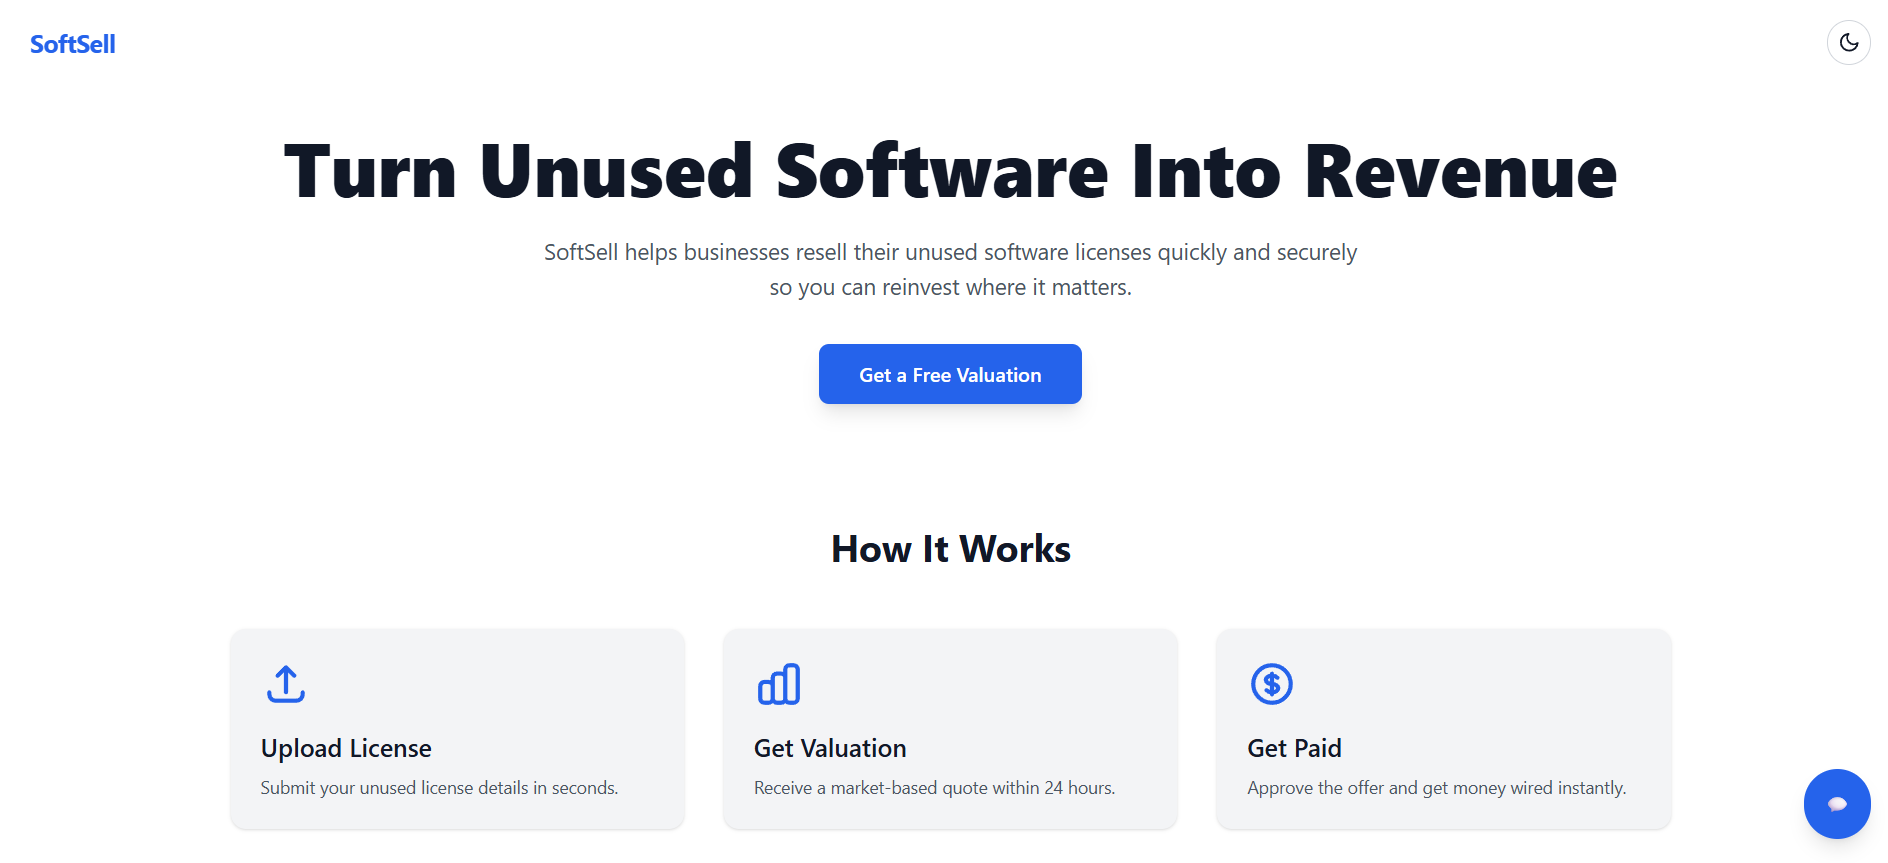 SoftSell
Turn Unused Software Into Revenue
SoftSell helps businesses resell their unused software licenses quickly and securely
so you can reinvest where it matters.
Get a Free Valuation
How It Works
Upload License
Submit your unused license details in seconds.
Get Valuation
Receive a market-based quote within 24 hours.
Get Paid
Approve the offer and get money wired instantly.